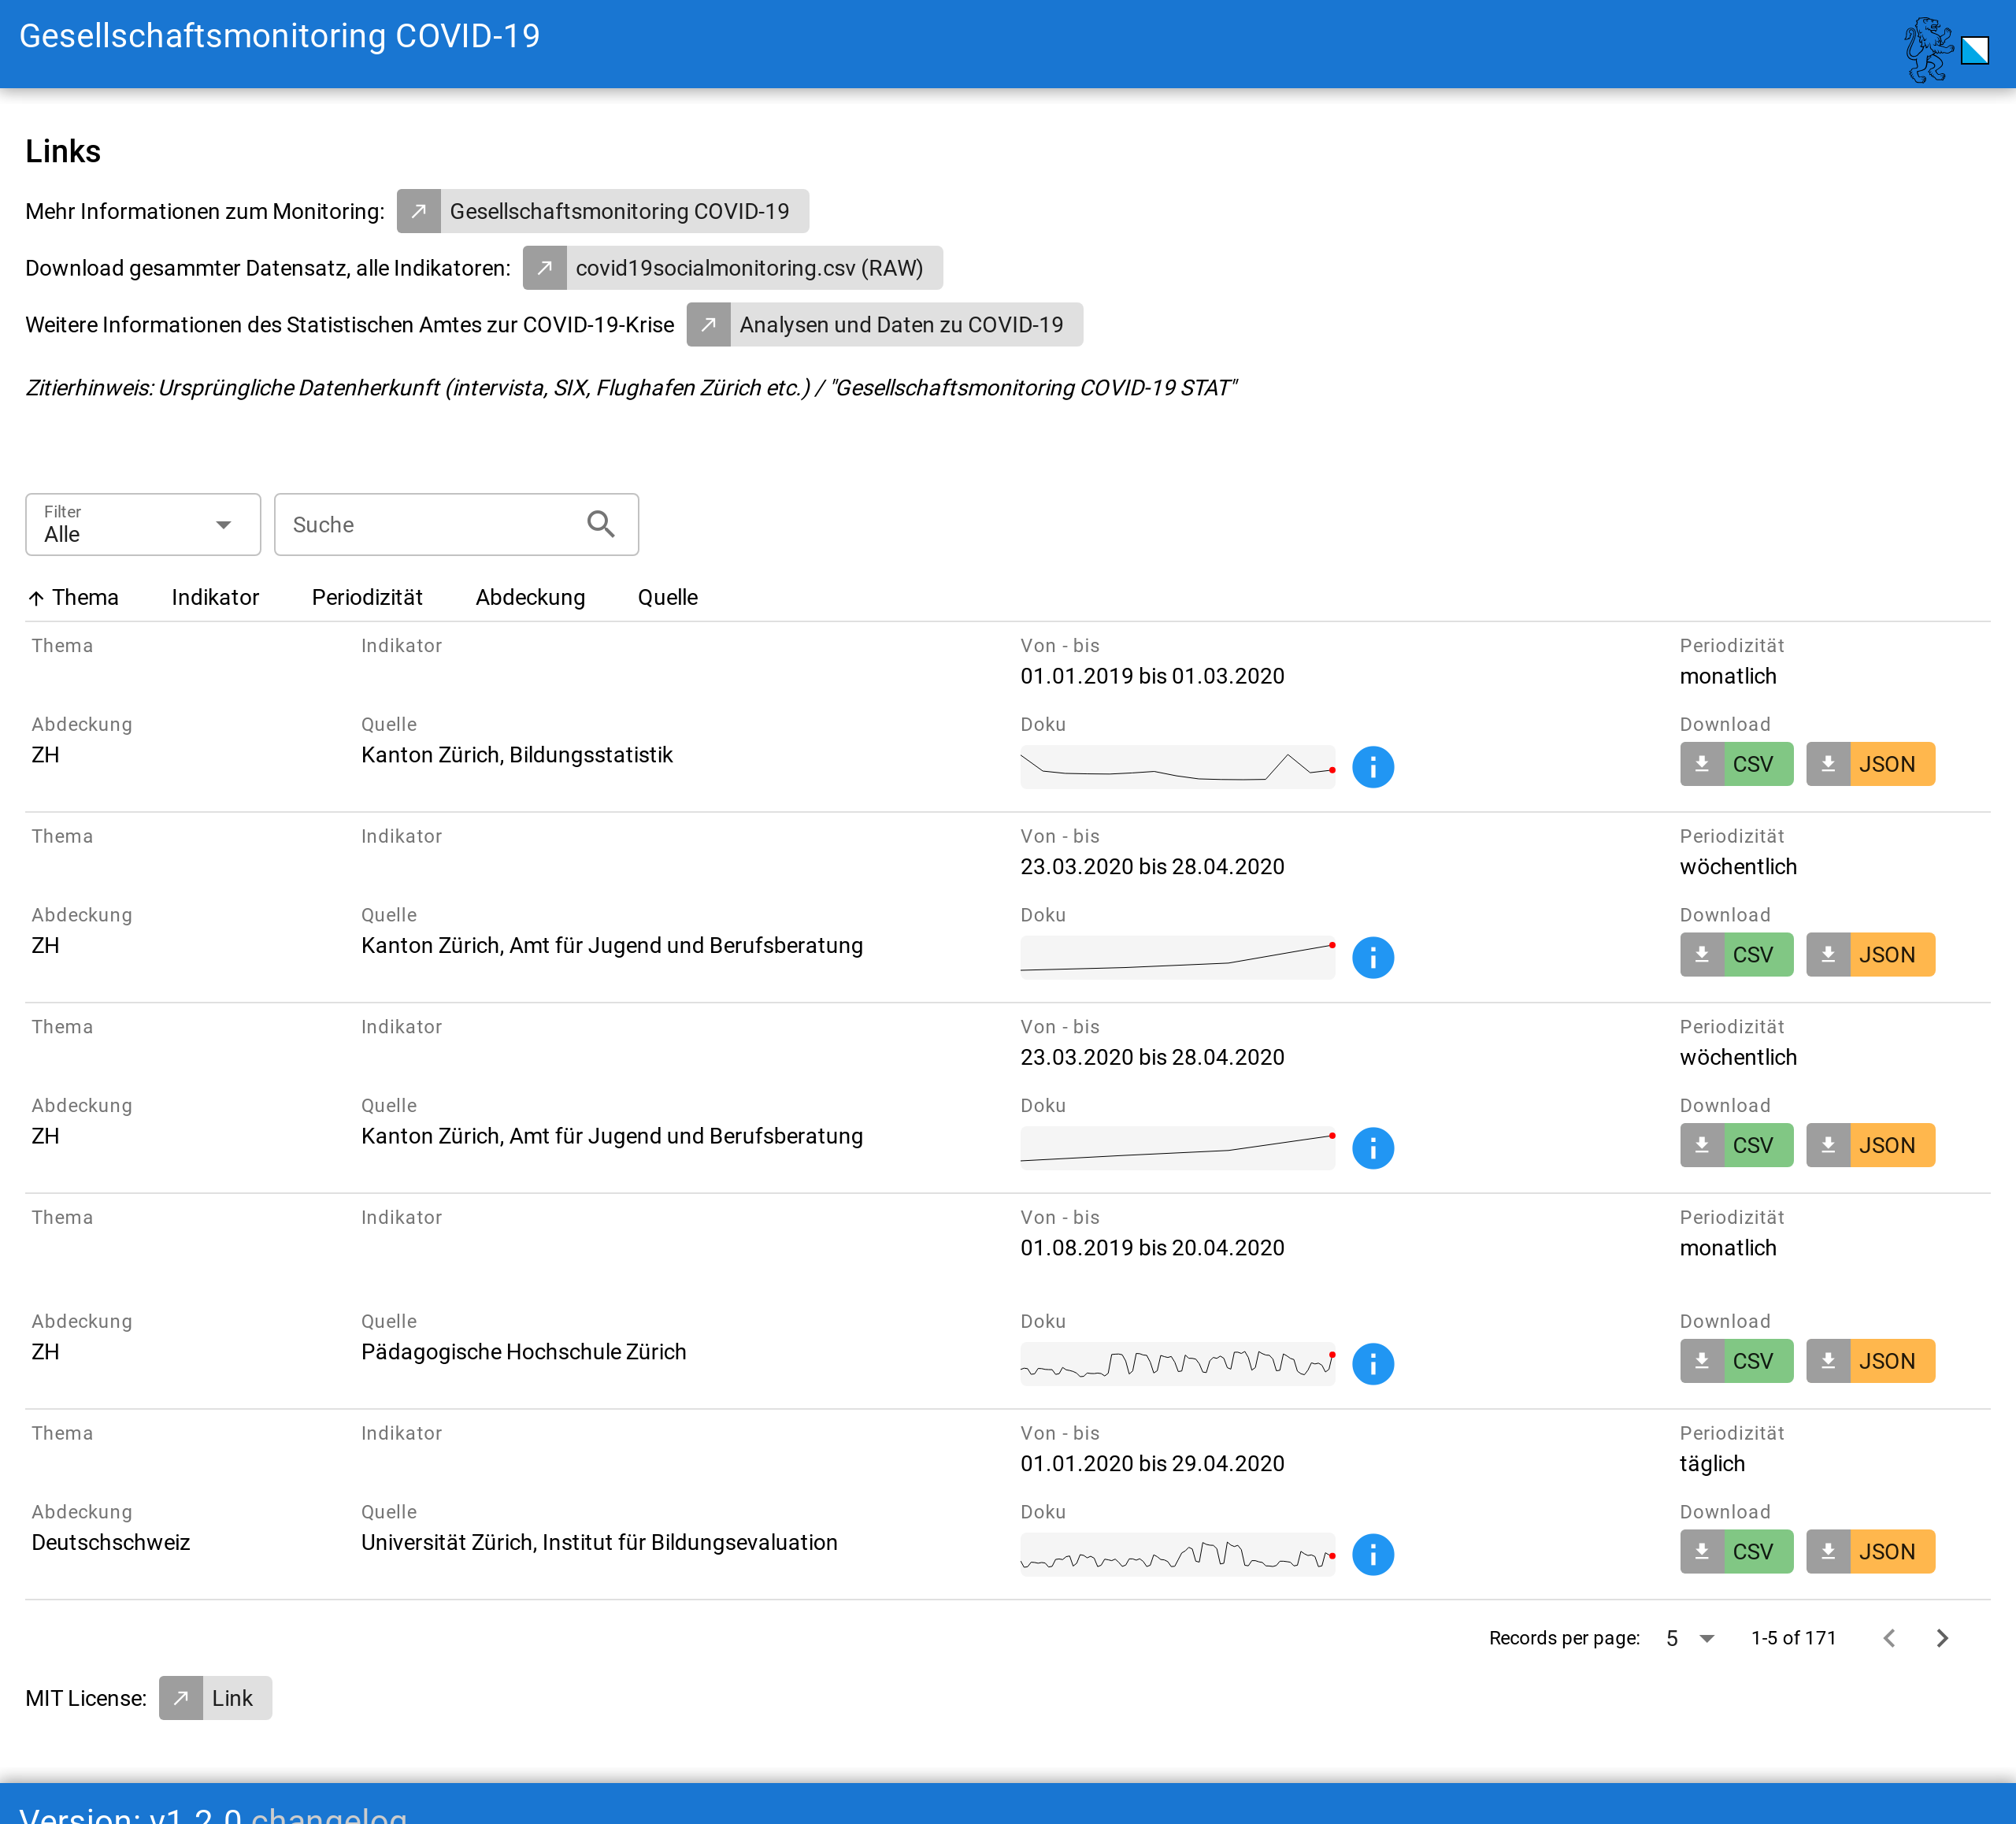 Gesellschaftsmonitoring COVID-19
Links
Mehr Informationen zum Monitoring: Gesellschaftsmonitoring COVID-19
Download gesammter Datensatz, alle Indikatoren: covid19socialmonitoring.csv (RAW)
Weitere Informationen des Statistischen Amtes zur COVID-19-Krise Analysen und Daten zu COVID-19
Zitierhinweis: Ursprüngliche Datenherkunft (intervista, SIX, Flughafen Zürich etc.) / "Gesellschaftsmonitoring COVID-19 STAT"
Filter
Alle
Suche
Thema Indikator Periodizität Abdeckung Quelle
Thema Indikator Von - bis Periodizität
01.01.2019 bis 01.03.2020 monatlich
Abdeckung Quelle Doku Download
ZH Kanton Zürich, Bildungsstatistik CSV JSON
Thema Indikator Von - bis Periodizität
23.03.2020 bis 28.04.2020 wöchentlich
Abdeckung Quelle Doku Download
ZH Kanton Zürich, Amt für Jugend und Berufsberatung CSV JSON
Thema Indikator Von - bis Periodizität
23.03.2020 bis 28.04.2020 wöchentlich
Abdeckung Quelle Doku Download
ZH Kanton Zürich, Amt für Jugend und Berufsberatung CSV JSON
Thema Indikator Von - bis Periodizität
01.08.2019 bis 20.04.2020 monatlich
Abdeckung Quelle Doku Download
ZH Pädagogische Hochschule Zürich CSV JSON
Thema Indikator Von - bis Periodizität
01.01.2020 bis 29.04.2020 täglich
Abdeckung Quelle Doku Download
Deutschschweiz Universität Zürich, Institut für Bildungsevaluation CSV JSON
Records per page: 5 1-5 of 171
MIT License: Link
Version: v1.2.0 changelog